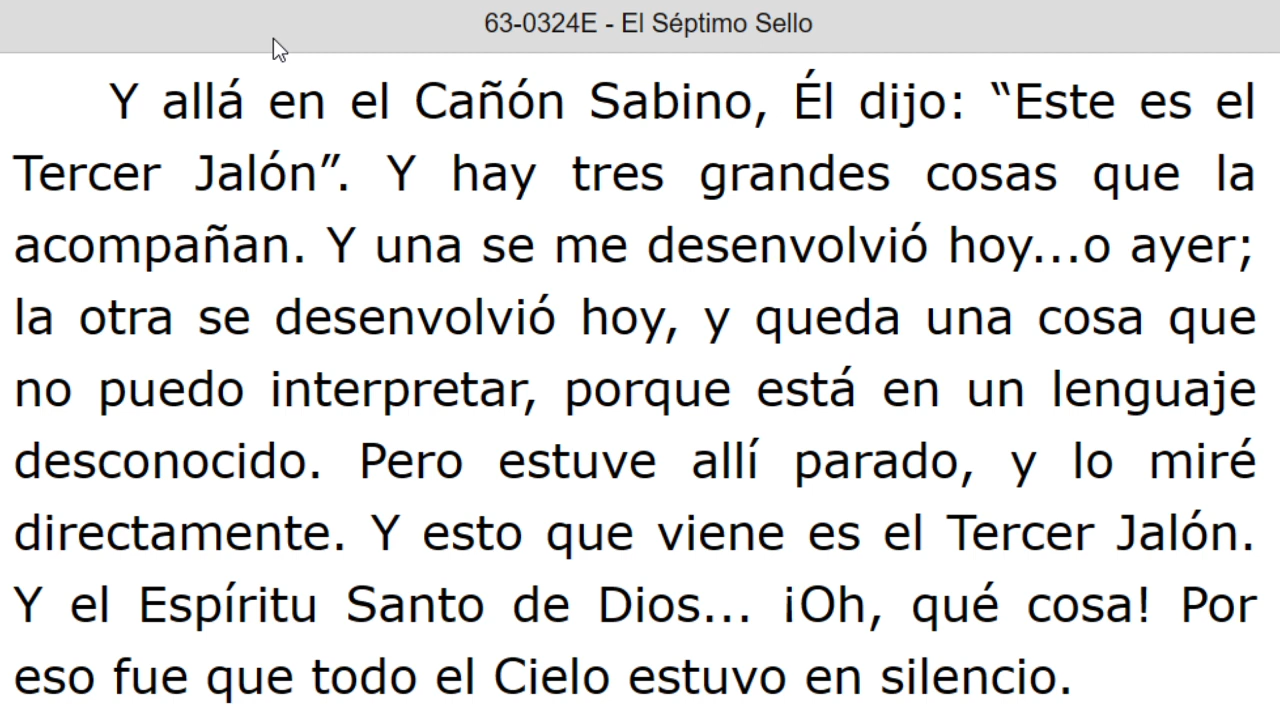 63-0324E - El Séptimo Sello
Y allá en el Cañón Sabino, Él dijo: “Este es el
Tercer Jalón”. Y hay tres grandes cosas que la
acompañan. Y una se me desenvolvió hoy...o ayer;
la otra se desenvolvió hoy, y queda una cosa que
no puedo interpretar, porque está en un lenguaje
desconocido. Pero estuve allí parado, y lo miré
directamente. Y esto que viene es el Tercer Jalón.
Y el Espíritu Santo de Dios... ¡Oh, qué cosa! Por
eso fue que todo el Cielo estuvo en silencio.